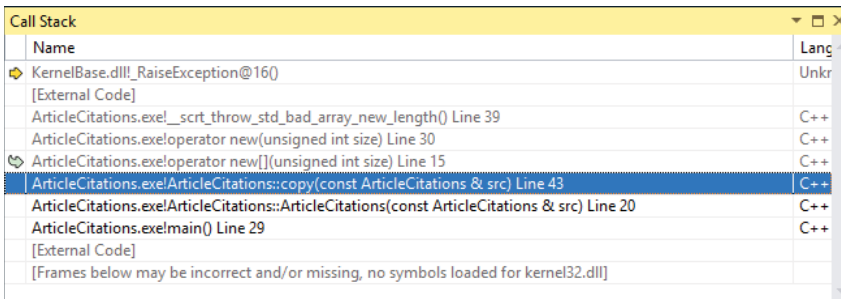 Call Stack
Name Lang
KernelBase.dll!_RaiseException@16() Unkr
[External Code]
ArticleCitations.exe!__scrt_throw_std_bad_array_new_length() Line 39 C++
ArticleCitations.exe!operator new(unsigned int size) Line 30 C++
ArticleCitations.exe!operator new[](unsigned int size) Line 15 C++
ArticleCitations.exe!ArticleCitations::copy(const ArticleCitations & src) Line 43 C++
ArticleCitations.exe!ArticleCitations::ArticleCitations(const ArticleCitations & src) Line 20 C++
ArticleCitations.exe!main() Line 29 C++
[External Code]
[Frames below may be incorrect and/or missing, no symbols loaded for kernel32.dll]